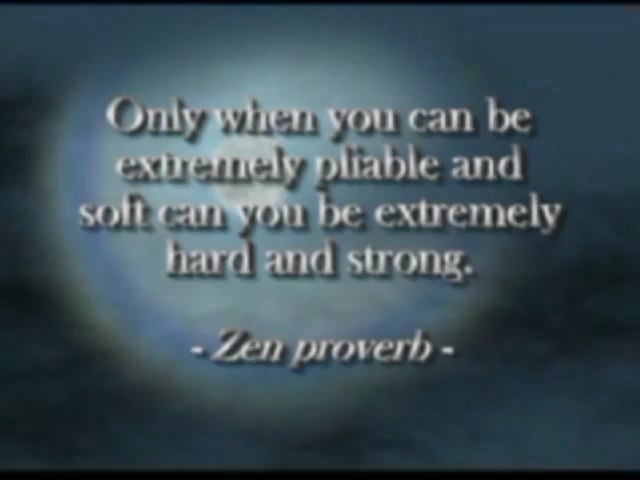 Only when you can be
extremely pliable and
soft can you be extremely
hard and strong.
- Zen proverb -